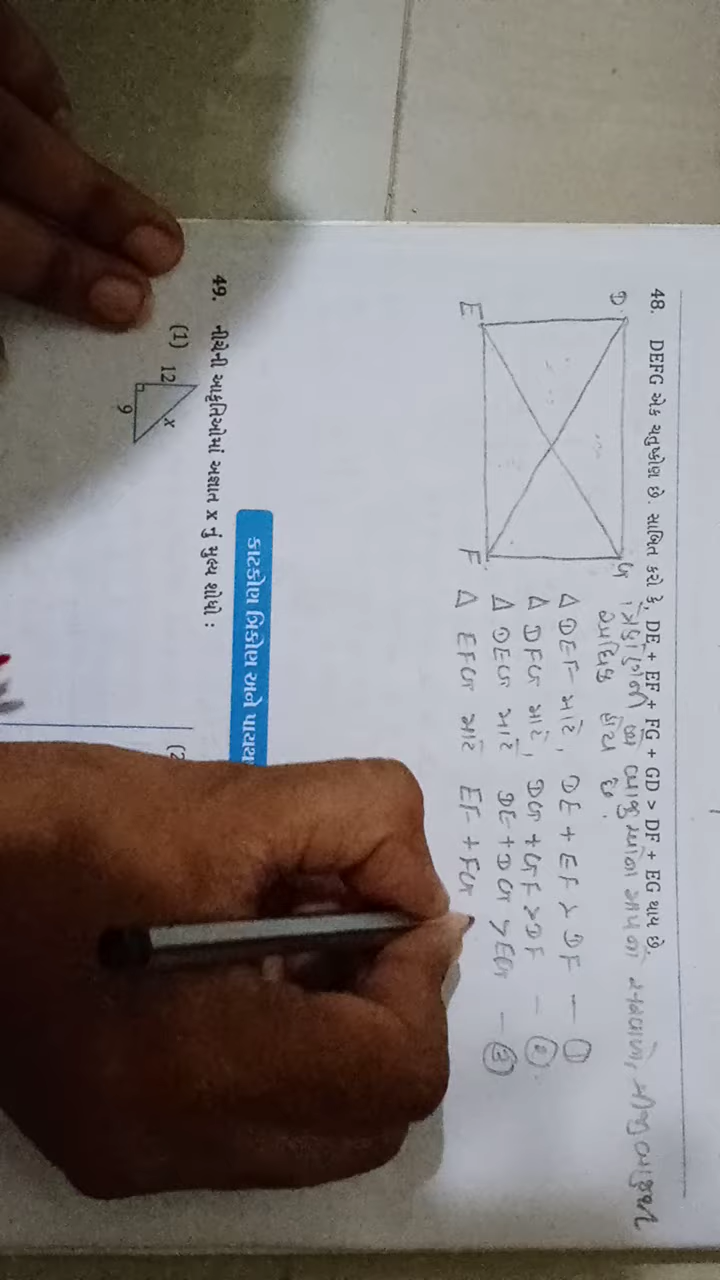 48. DEFG એક ચતુષ્કોણ છે. સાબિત કરો કે, DE + EF + FG + GD > DF + EG થાય છે.
ત્રિકોણની બે બાજુઓના માપનો સરવાળો, ત્રીજી બાજુથી
અધિક હોય છે.
D G
E F
Δ DEF માટે, DE + EF > DF — ①
Δ DFG માટે, DG + GF > DF — ②
Δ DEG માટે DE + DG > EG — ③
Δ EFG માટે EF + FG
કાટકોણ ત્રિકોણ અને
49. નીચેની આકૃતિઓમાં અજ્ઞાત x નું મુલ્ય શોધો :
(1) 12 x 9
(2